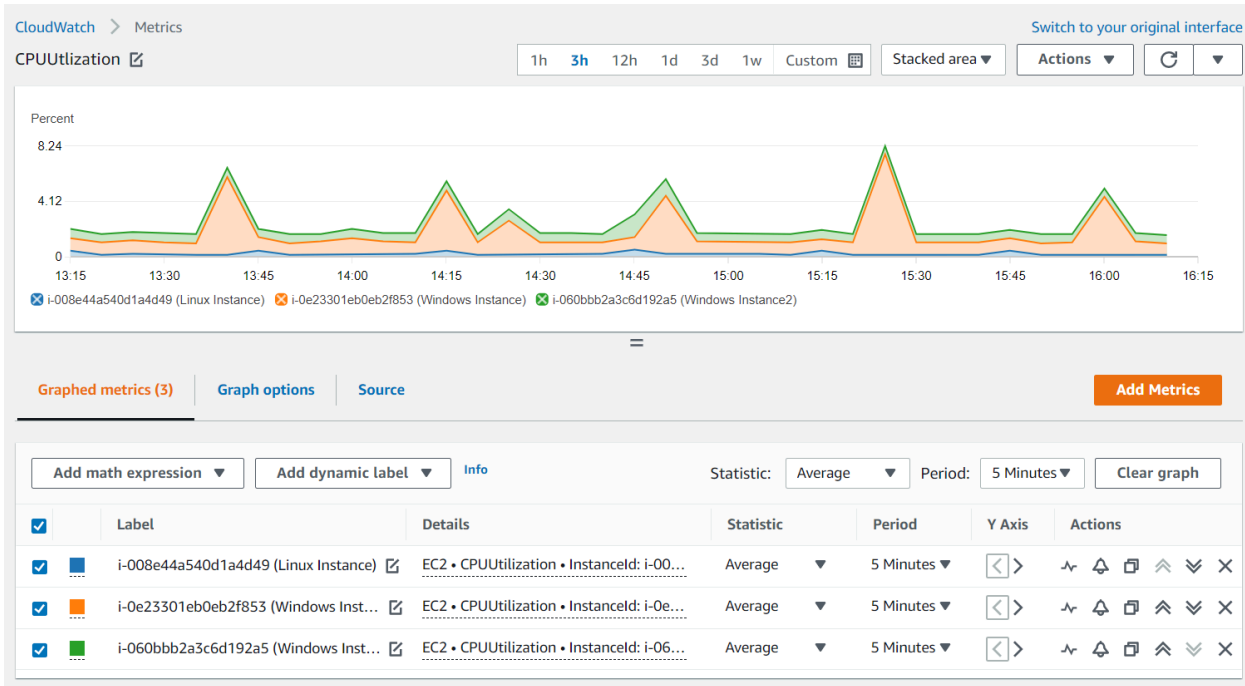 CloudWatch > Metrics
Switch to your original interface
CPUUtlization
1h 3h 12h 1d 3d 1w Custom
Stacked area
Actions
Percent
8.24
4.12
0
13:15 13:30 13:45 14:00 14:15 14:30 14:45 15:00 15:15 15:30 15:45 16:00 16:15
i-008e44a540d1a4d49 (Linux Instance) i-0e23301eb0eb2f853 (Windows Instance) i-060bbb2a3c6d192a5 (Windows Instance2)
Graphed metrics (3) Graph options Source
Add Metrics
Add math expression Add dynamic label Info Statistic: Average Period: 5 Minutes Clear graph
Label Details Statistic Period Y Axis Actions
i-008e44a540d1a4d49 (Linux Instance) EC2 • CPUUtilization • InstanceId: i-00... Average 5 Minutes
i-0e23301eb0eb2f853 (Windows Inst... EC2 • CPUUtilization • InstanceId: i-0e... Average 5 Minutes
i-060bbb2a3c6d192a5 (Windows Inst... EC2 • CPUUtilization • InstanceId: i-06... Average 5 Minutes